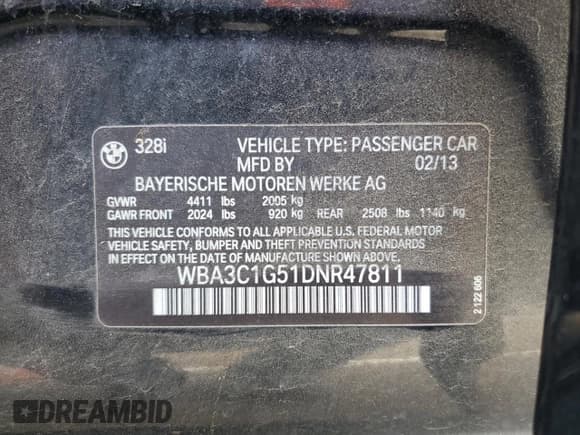 328i VEHICLE TYPE: PASSENGER CAR
MFD BY 02/13
BAYERISCHE MOTOREN WERKE AG
GVWR 4411 lbs 2005 kg
GAWR FRONT 2024 lbs 920 kg REAR 2508 lbs 1140 kg
THIS VEHICLE CONFORMS TO ALL APPLICABLE U.S. FEDERAL MOTOR
VEHICLE SAFETY, BUMPER AND THEFT PREVENTION STANDARDS
IN EFFECT ON THE DATE OF MANUFACTURE SHOWN ABOVE.
WBA3C1G51DNR47811
2 122 606
DREAMBID